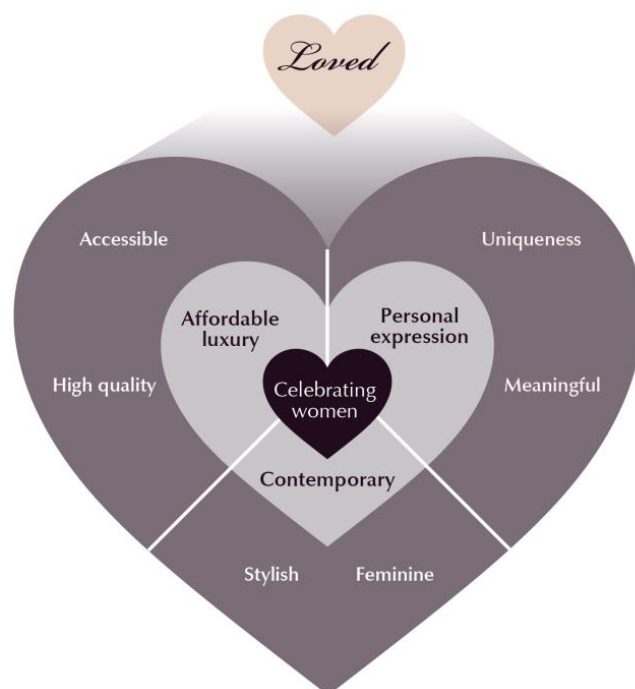 Loved
Accessible
Uniqueness
Affordable
luxury
Personal
expression
High quality
Celebrating
women
Meaningful
Contemporary
Stylish
Feminine